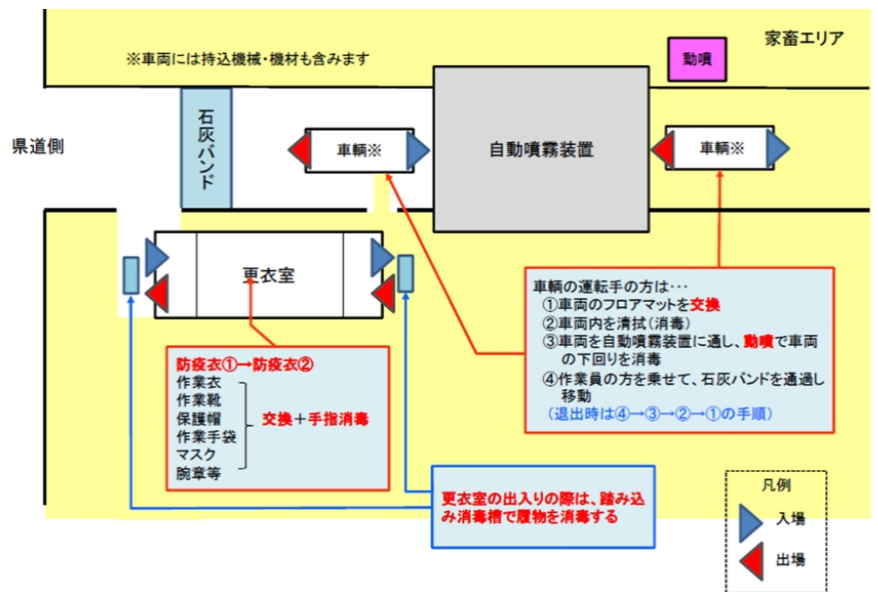 家畜エリア
※車両には持込機械・機材も含みます
動噴
県道側
石灰バンド
車輌※
自動噴霧装置
車輌※
更衣室
車輌の運転手の方は…
①車両のフロアマットを交換
②車両内を清拭（消毒）
③車両を自動噴霧装置に通し、動噴で車両
の下回りを消毒
④作業員の方を乗せて、石灰バンドを通過し
移動
（退出時は④→③→②→①の手順）
防疫衣①→防疫衣②
作業衣
作業靴
保護帽
作業手袋
マスク
腕章等
交換＋手指消毒
更衣室の出入りの際は、踏み込
み消毒槽で履物を消毒する
凡例
入場
出場